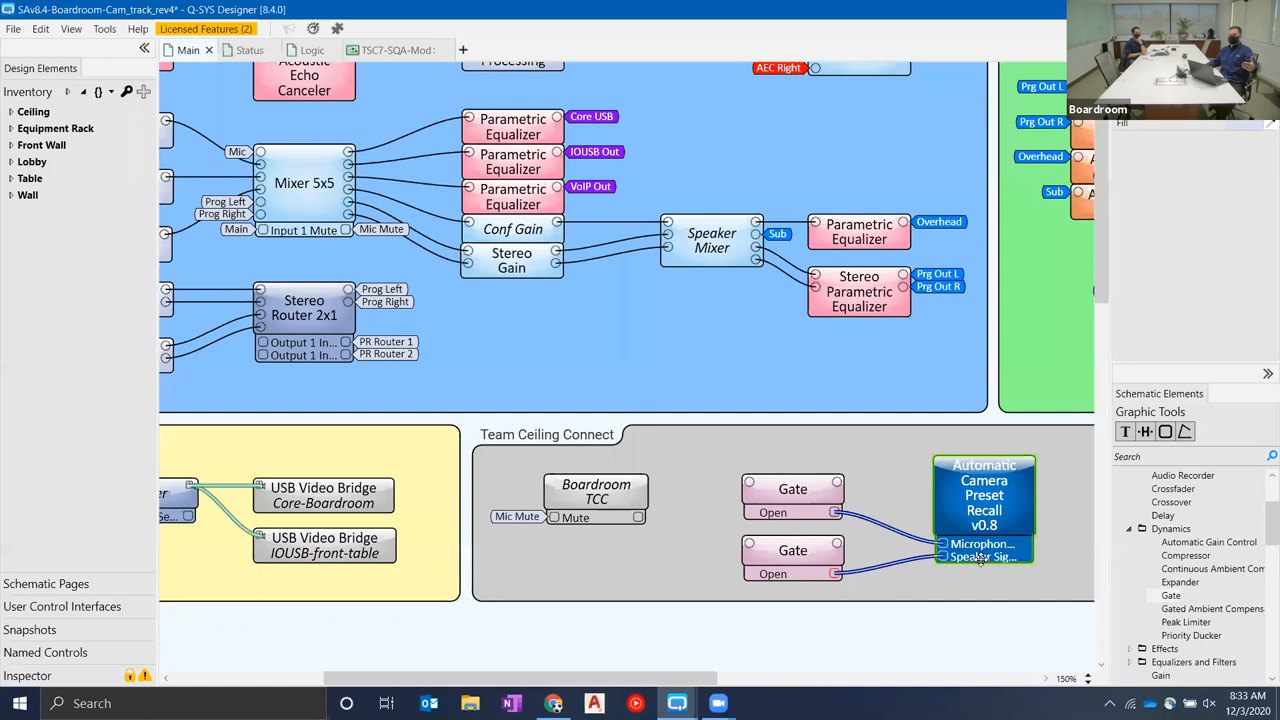 SAv8.4-Boardroom-Cam_track_rev4* - Q-SYS Designer [8.4.0]
File Edit View Tools Help Licensed Features (2)
Main Status Logic TSC7-SQA-Mod: +
Design Elements
Inventory
Ceiling
Equipment Rack
Front Wall
Lobby
Table
Wall
Schematic Pages
User Control Interfaces
Snapshots
Named Controls
Inspector
Acoustic
Echo
Canceler
Processing
AEC Right
Mic
Mixer 5x5
Prog Left
Prog Right
Main
Input 1 Mute
Mic Mute
Parametric
Equalizer
Core USB
Parametric
Equalizer
IOUSB Out
Parametric
Equalizer
VoIP Out
Conf Gain
Stereo
Gain
Speaker
Mixer
Sub
Parametric
Equalizer
Overhead
Stereo
Parametric
Equalizer
Prg Out L
Prg Out R
Stereo
Router 2x1
Prog Left
Prog Right
Output 1 In...
Output 1 In...
PR Router 1
PR Router 2
Prg Out L
Prg Out R
Overhead
Sub
Boardroom
Fill
er
Se...
USB Video Bridge
Core-Boardroom
USB Video Bridge
IOUSB-front-table
Team Ceiling Connect
Boardroom
TCC
Mic Mute
Mute
Gate
Open
Gate
Open
Automatic
Camera
Preset
Recall
v0.8
Microphon...
Speaker Sig...
Schematic Elements
Graphic Tools
T H
Search
Audio Recorder
Crossfader
Crossover
Delay
Dynamics
Automatic Gain Control
Compressor
Continuous Ambient Com
Expander
Gate
Gated Ambient Compens
Peak Limiter
Priority Ducker
Effects
Equalizers and Filters
Gain
150%
Search
8:33 AM
12/3/2020